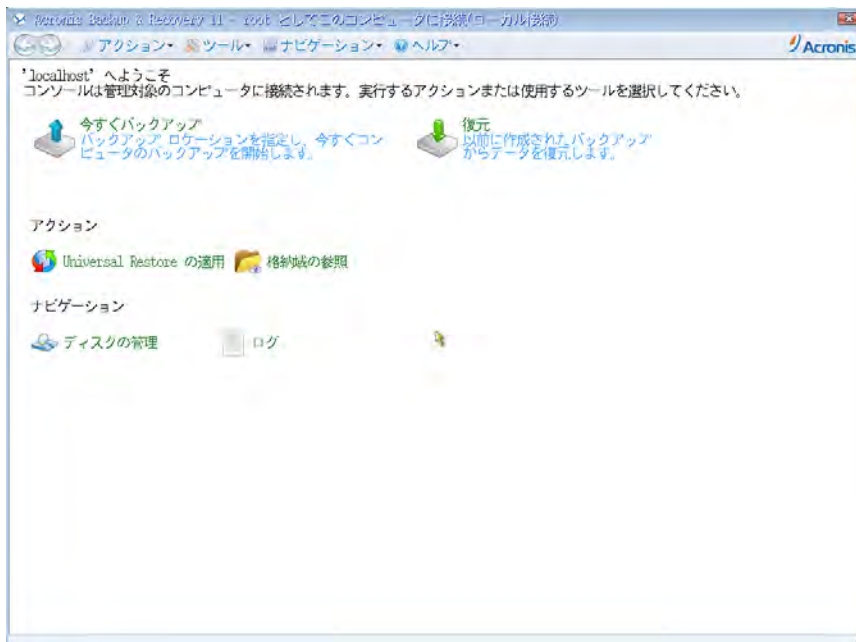 Acronis Backup & Recovery 11 - root としてこのコンピュータに接続(ローカル接続)
アクション ツール ナビゲーション ヘルプ
Acronis
'localhost' へようこそ
コンソールは管理対象のコンピュータに接続されます。実行するアクションまたは使用するツールを選択してください。
今すぐバックアップ
バックアップ ロケーションを指定し、今すぐコン
ピュータのバックアップを開始します。
復元
以前に作成されたバックアップ
からデータを復元します。
アクション
Universal Restore の適用 格納域の参照
ナビゲーション
ディスクの管理 ログ